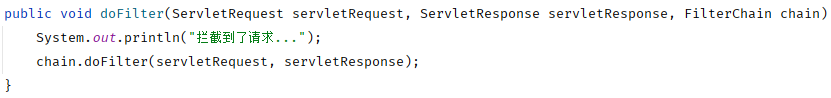 public void doFilter(ServletRequest servletRequest, ServletResponse servletResponse, FilterChain chain)
System.out.println("拦截到了请求...");
chain.doFilter(servletRequest, servletResponse);
}